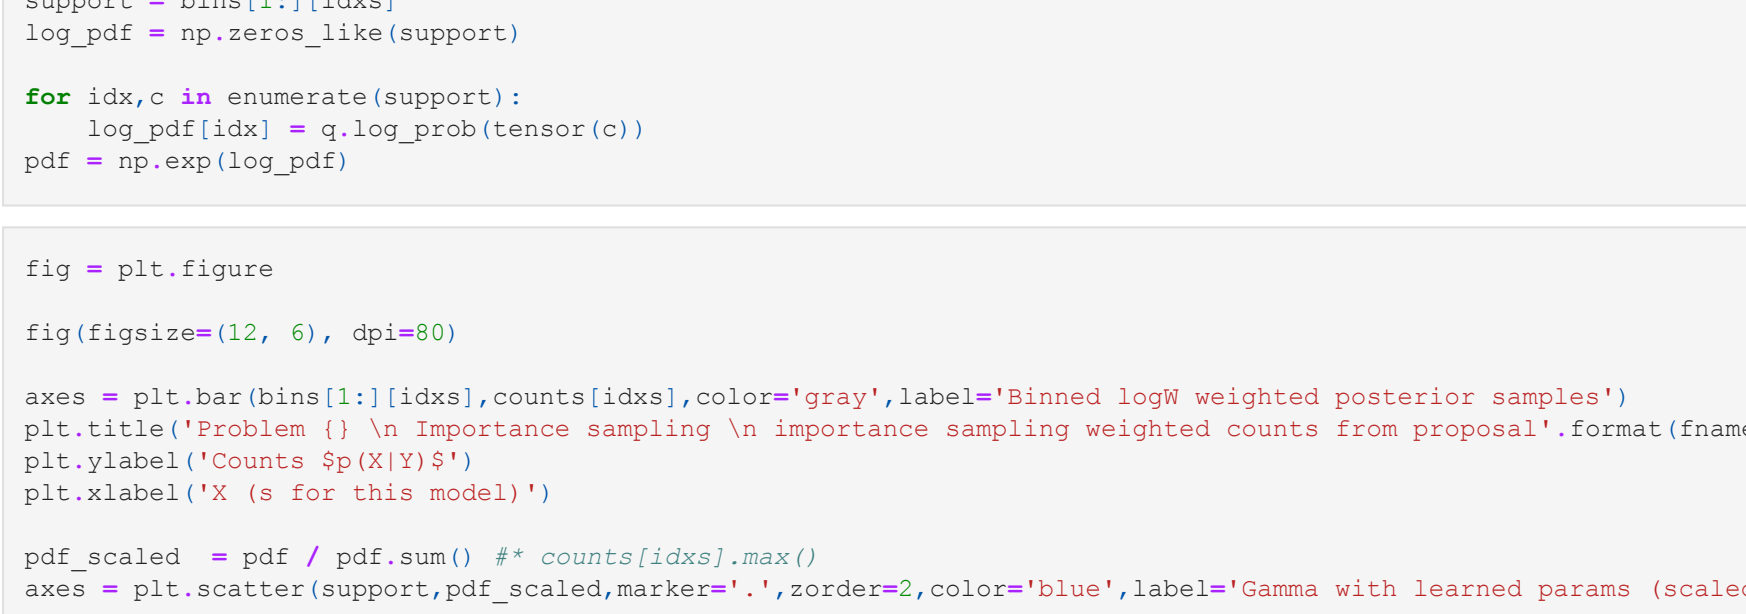 support = bins[1:][idxs]
log_pdf = np.zeros_like(support)
for idx,c in enumerate(support):
    log_pdf[idx] = q.log_prob(tensor(c))
pdf = np.exp(log_pdf)
fig = plt.figure
fig(figsize=(12, 6), dpi=80)
axes = plt.bar(bins[1:][idxs],counts[idxs],color='gray',label='Binned logW weighted posterior samples')
plt.title('Problem {} \n Importance sampling \n importance sampling weighted counts from proposal'.format(fname
plt.ylabel('Counts $p(X|Y)$')
plt.xlabel('X (s for this model)')
pdf_scaled  = pdf / pdf.sum() #* counts[idxs].max()
axes = plt.scatter(support,pdf_scaled,marker='.',zorder=2,color='blue',label='Gamma with learned params (scaled